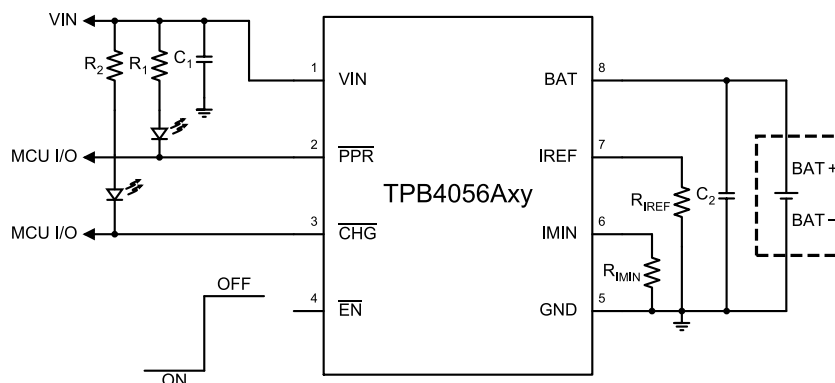 VIN
R2
R1
C1
1
VIN
BAT
8
MCU I/O
2
PPR
IREF
7
TPB4056Axy
RIREF
C2
BAT+
BAT−
MCU I/O
3
CHG
IMIN
6
RIMIN
OFF
4
EN
GND
5
ON